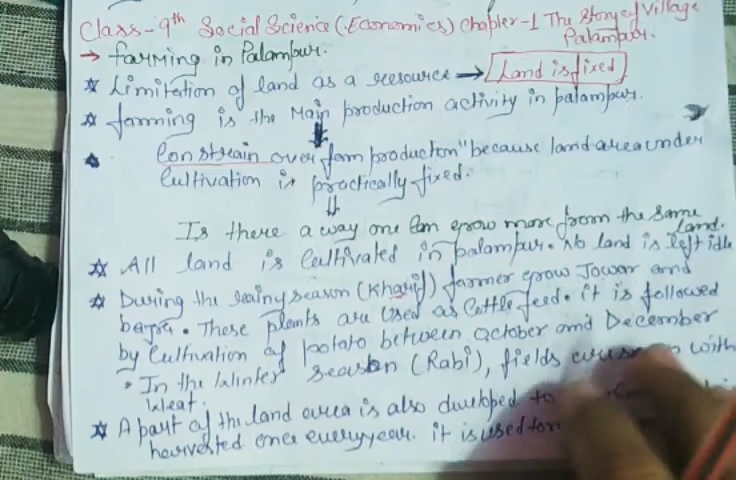 Class-9th Social Science (Economics) Chapter-1 The Story of Village
Palampur.
→ farming in Palampur.
☆ Limitation of land as a resource → Land is fixed
☆ farming is the Main production activity in palampur.
Constrain over farm production" because land area under
Cultivation is practically fixed.
Is there a way one Can grow more from the same
land.
☆ All land is Cultivated in palampur. No land is left idle
☆ During the rainy season (Kharif) farmer grow Jowar and
bajra. These plants are Used as Cattle feed. it is followed
by Cultivation of potato between october and December
• In the Winter season (Rabi), fields with
Weat.
☆ A part of the land area is also to
harvested once every year. it is used for